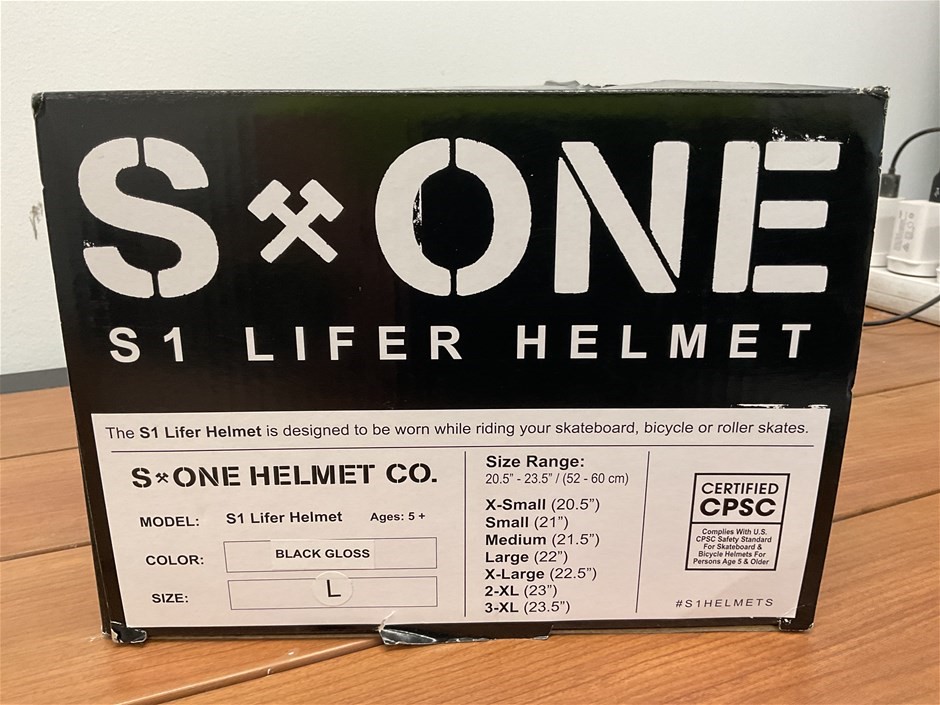 S ONE
S1 LIFER HELMET
The S1 Lifer Helmet is designed to be worn while riding your skateboard, bicycle or roller skates.
S ONE HELMET CO.
MODEL: S1 Lifer Helmet Ages: 5 +
COLOR: BLACK GLOSS
SIZE: L
Size Range:
20.5" - 23.5" / (52 - 60 cm)
X-Small (20.5")
Small (21")
Medium (21.5")
Large (22")
X-Large (22.5")
2-XL (23")
3-XL (23.5")
CERTIFIED
CPSC
Complies With U.S.
CPSC Safety Standard
For Skateboard &
Bicycle Helmets For
Persons Age 5 & Older
#S1HELMETS